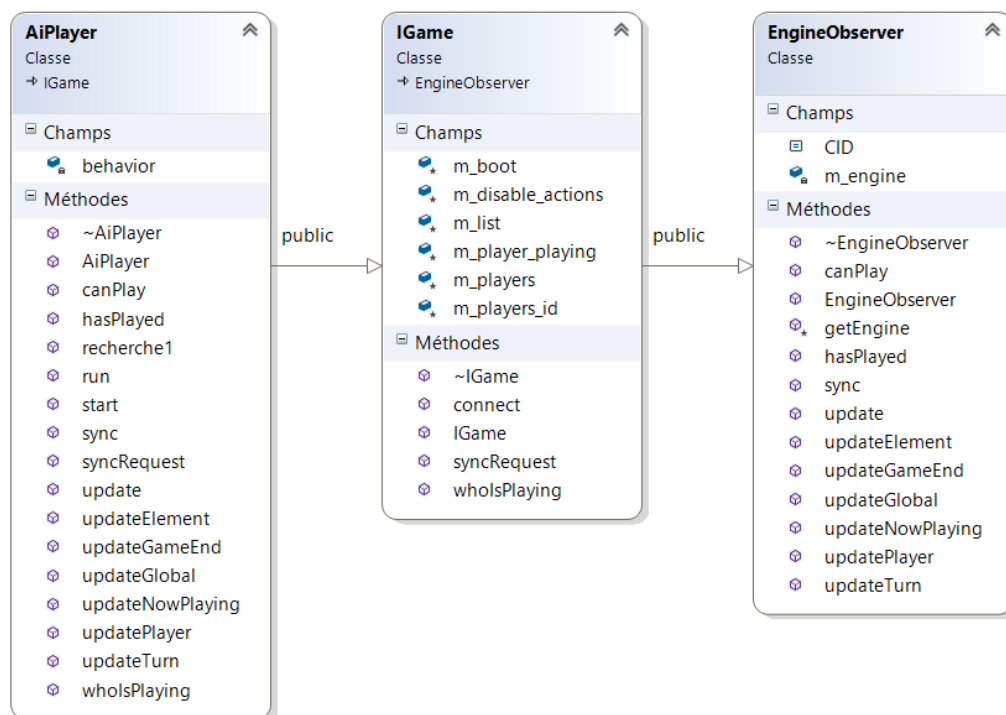 AiPlayer
Classe
→ IGame
Champs
behavior
Méthodes
~AiPlayer
AiPlayer
canPlay
hasPlayed
recherche1
run
start
sync
syncRequest
update
updateElement
updateGameEnd
updateGlobal
updateNowPlaying
updatePlayer
updateTurn
whoIsPlaying
public
IGame
Classe
→ EngineObserver
Champs
m_boot
m_disable_actions
m_list
m_player_playing
m_players
m_players_id
Méthodes
~IGame
connect
IGame
syncRequest
whoIsPlaying
public
EngineObserver
Classe
Champs
CID
m_engine
Méthodes
~EngineObserver
canPlay
EngineObserver
getEngine
hasPlayed
sync
update
updateElement
updateGameEnd
updateGlobal
updateNowPlaying
updatePlayer
updateTurn